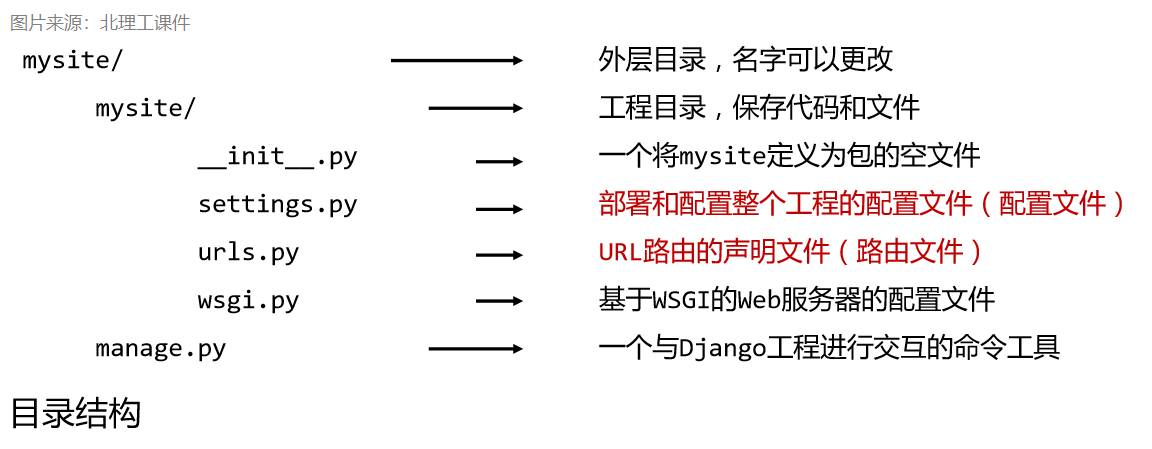 图片来源：北理工课件
mysite/ 外层目录，名字可以更改
mysite/ 工程目录，保存代码和文件
__init__.py 一个将mysite定义为包的空文件
settings.py 部署和配置整个工程的配置文件（配置文件）
urls.py URL路由的声明文件（路由文件）
wsgi.py 基于WSGI的Web服务器的配置文件
manage.py 一个与Django工程进行交互的命令工具
目录结构